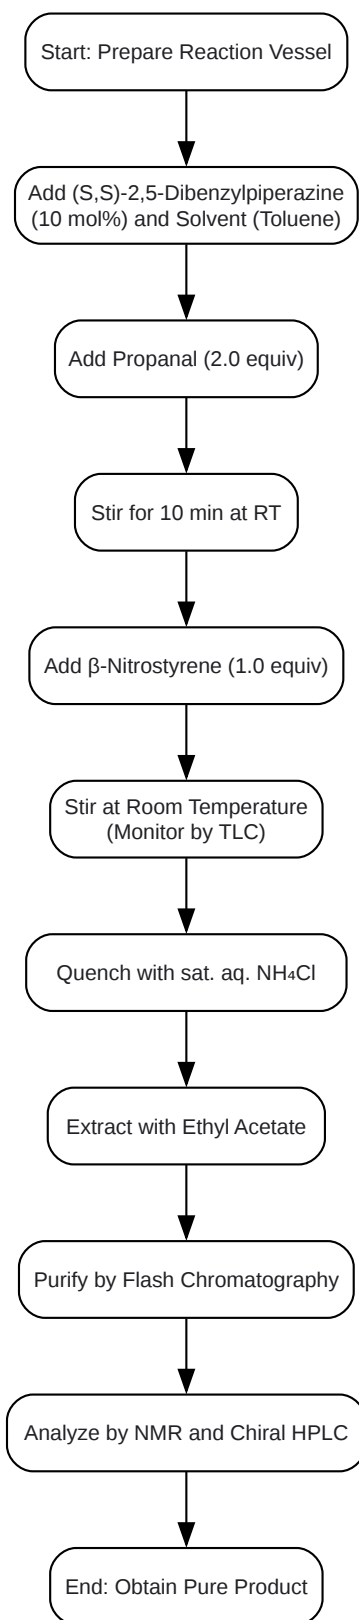 Start: Prepare Reaction Vessel
Add (S,S)-2,5-Dibenzylpiperazine
(10 mol%) and Solvent (Toluene)
Add Propanal (2.0 equiv)
Stir for 10 min at RT
Add β-Nitrostyrene (1.0 equiv)
Stir at Room Temperature
(Monitor by TLC)
Quench with sat. aq. NH₄Cl
Extract with Ethyl Acetate
Purify by Flash Chromatography
Analyze by NMR and Chiral HPLC
End: Obtain Pure Product